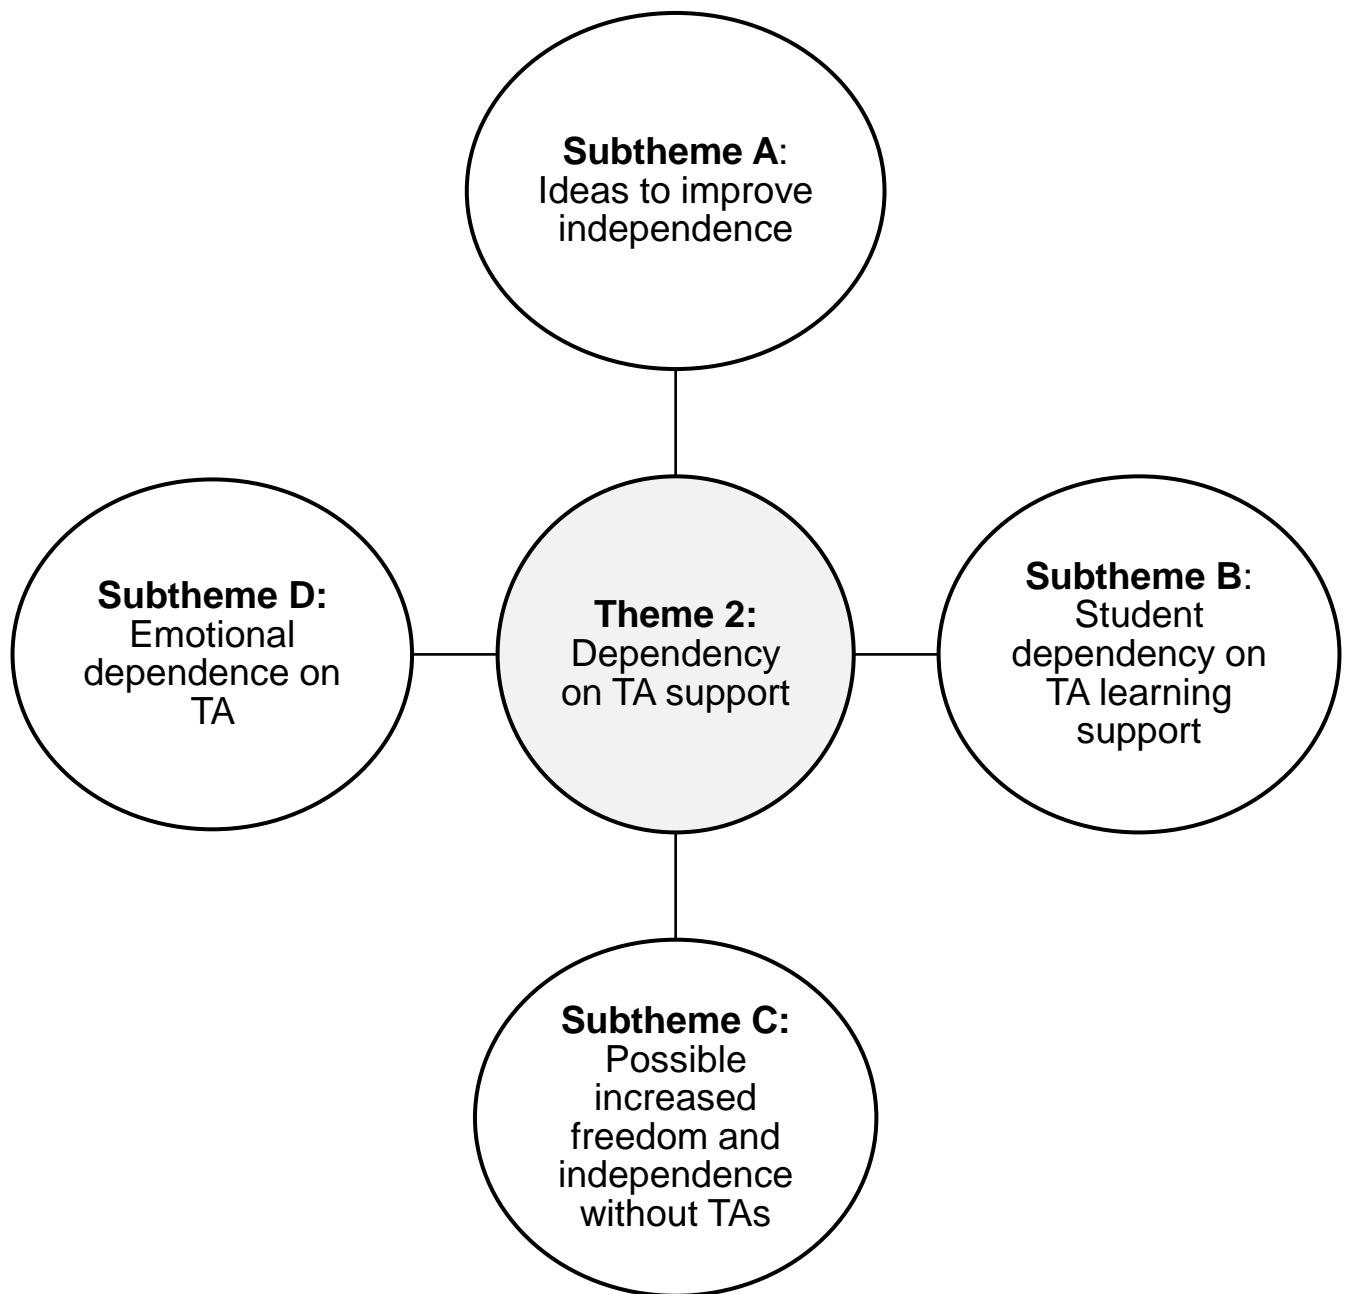 Subtheme A:
Ideas to improve
independence
Subtheme D:
Emotional
dependence on
TA
Theme 2:
Dependency
on TA support
Subtheme B:
Student
dependency on
TA learning
support
Subtheme C:
Possible
increased
freedom and
independence
without TAs